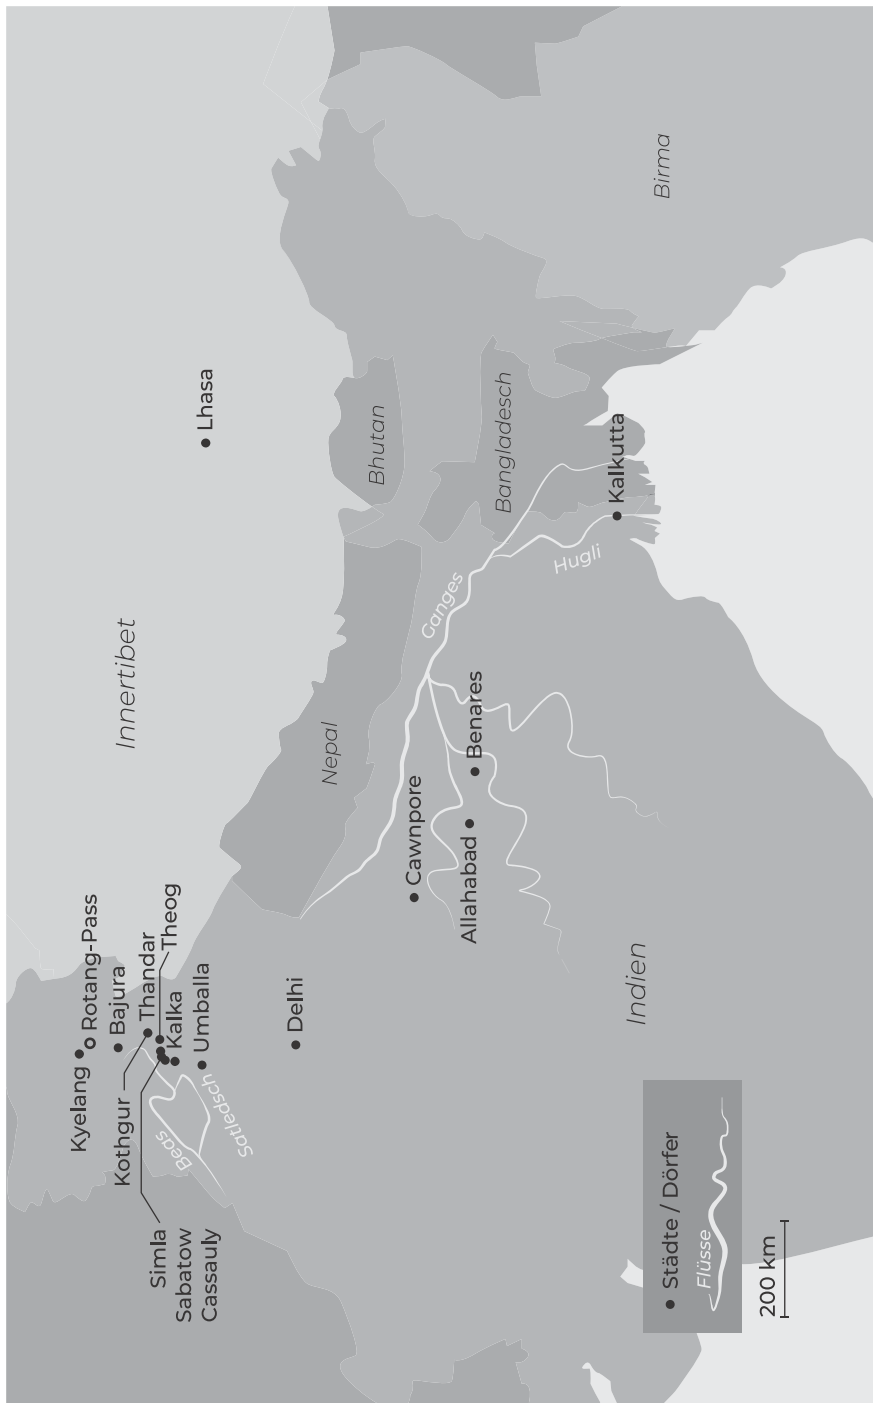 Kyelang
Rotang-Pass
Bajura
Kothgur
Thandar
Theog
Kalka
Umballa
Simla
Sabatow
Cassauly
Beas
Satledsch
Delhi
Innertibet
Lhasa
Nepal
Bhutan
Cawnpore
Ganges
Allahabad
Benares
Bangladesch
Hugli
Kalkutta
Birma
Indien
Städte / Dörfer
Flüsse
200 km